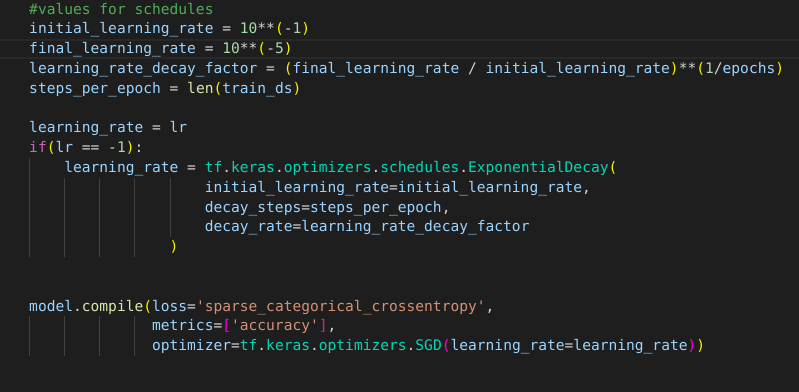 #values for schedules
initial_learning_rate = 10**(-1)
final_learning_rate = 10**(-5)
learning_rate_decay_factor = (final_learning_rate / initial_learning_rate)**(1/epochs)
steps_per_epoch = len(train_ds)

learning_rate = lr
if(lr == -1):
    learning_rate = tf.keras.optimizers.schedules.ExponentialDecay(
                    initial_learning_rate=initial_learning_rate,
                    decay_steps=steps_per_epoch,
                    decay_rate=learning_rate_decay_factor
                )

model.compile(loss='sparse_categorical_crossentropy',
              metrics=['accuracy'],
              optimizer=tf.keras.optimizers.SGD(learning_rate=learning_rate))